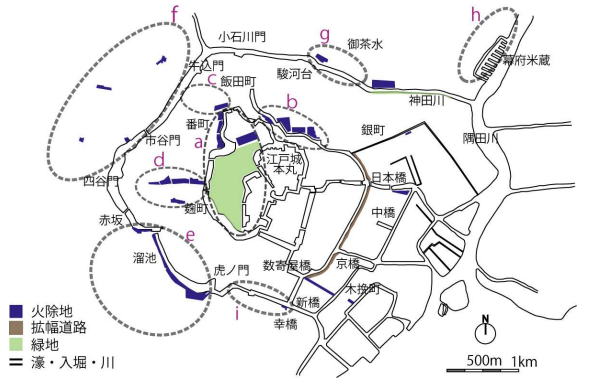 f
小石川門
g
御茶水
h
牛込門
飯田町
駿河台
幕府米蔵
c
神田川
番町
b
銀町
隅田川
a
市谷門
d
江戸城
本丸
四谷門
日本橋
麹町
中橋
赤坂
e
溜池
虎ノ門
数寄屋橋
京橋
木挽町
新橋
i
幸橋
火除地
拡幅道路
緑地
濠・入堀・川
N
500m
1km